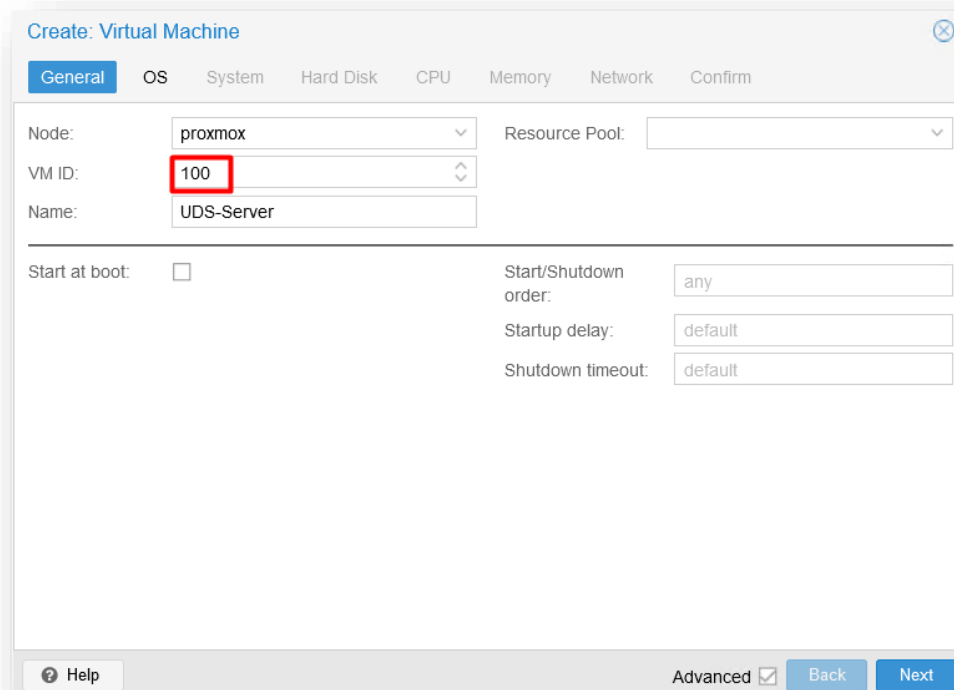 Create: Virtual Machine
General OS System Hard Disk CPU Memory Network Confirm
Node: proxmox Resource Pool:
VM ID: 100
Name: UDS-Server
Start at boot: Start/Shutdown order: any
Startup delay: default
Shutdown timeout: default
Help Advanced Back Next